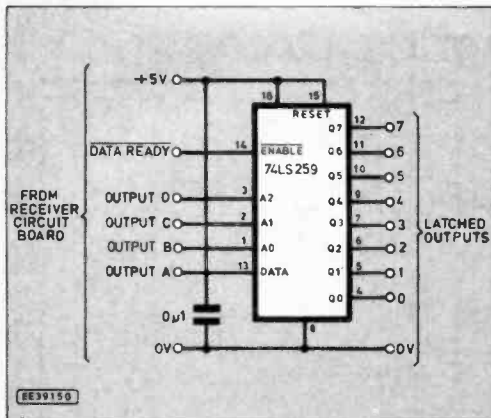 +5V
16
15
RESET
Q7
12
7
DATA READY
14
ENABLE
Q6
11
6
74LS259
Q5
10
5
OUTPUT D
3
A2
Q4
9
4
FROM
RECEIVER
CIRCUIT
BOARD
OUTPUT C
2
A1
Q3
7
3
LATCHED
OUTPUTS
OUTPUT B
1
A0
Q2
6
2
OUTPUT A
13
DATA
Q1
5
1
Q0
4
0
0µ1
8
0V
0V
EE3915G